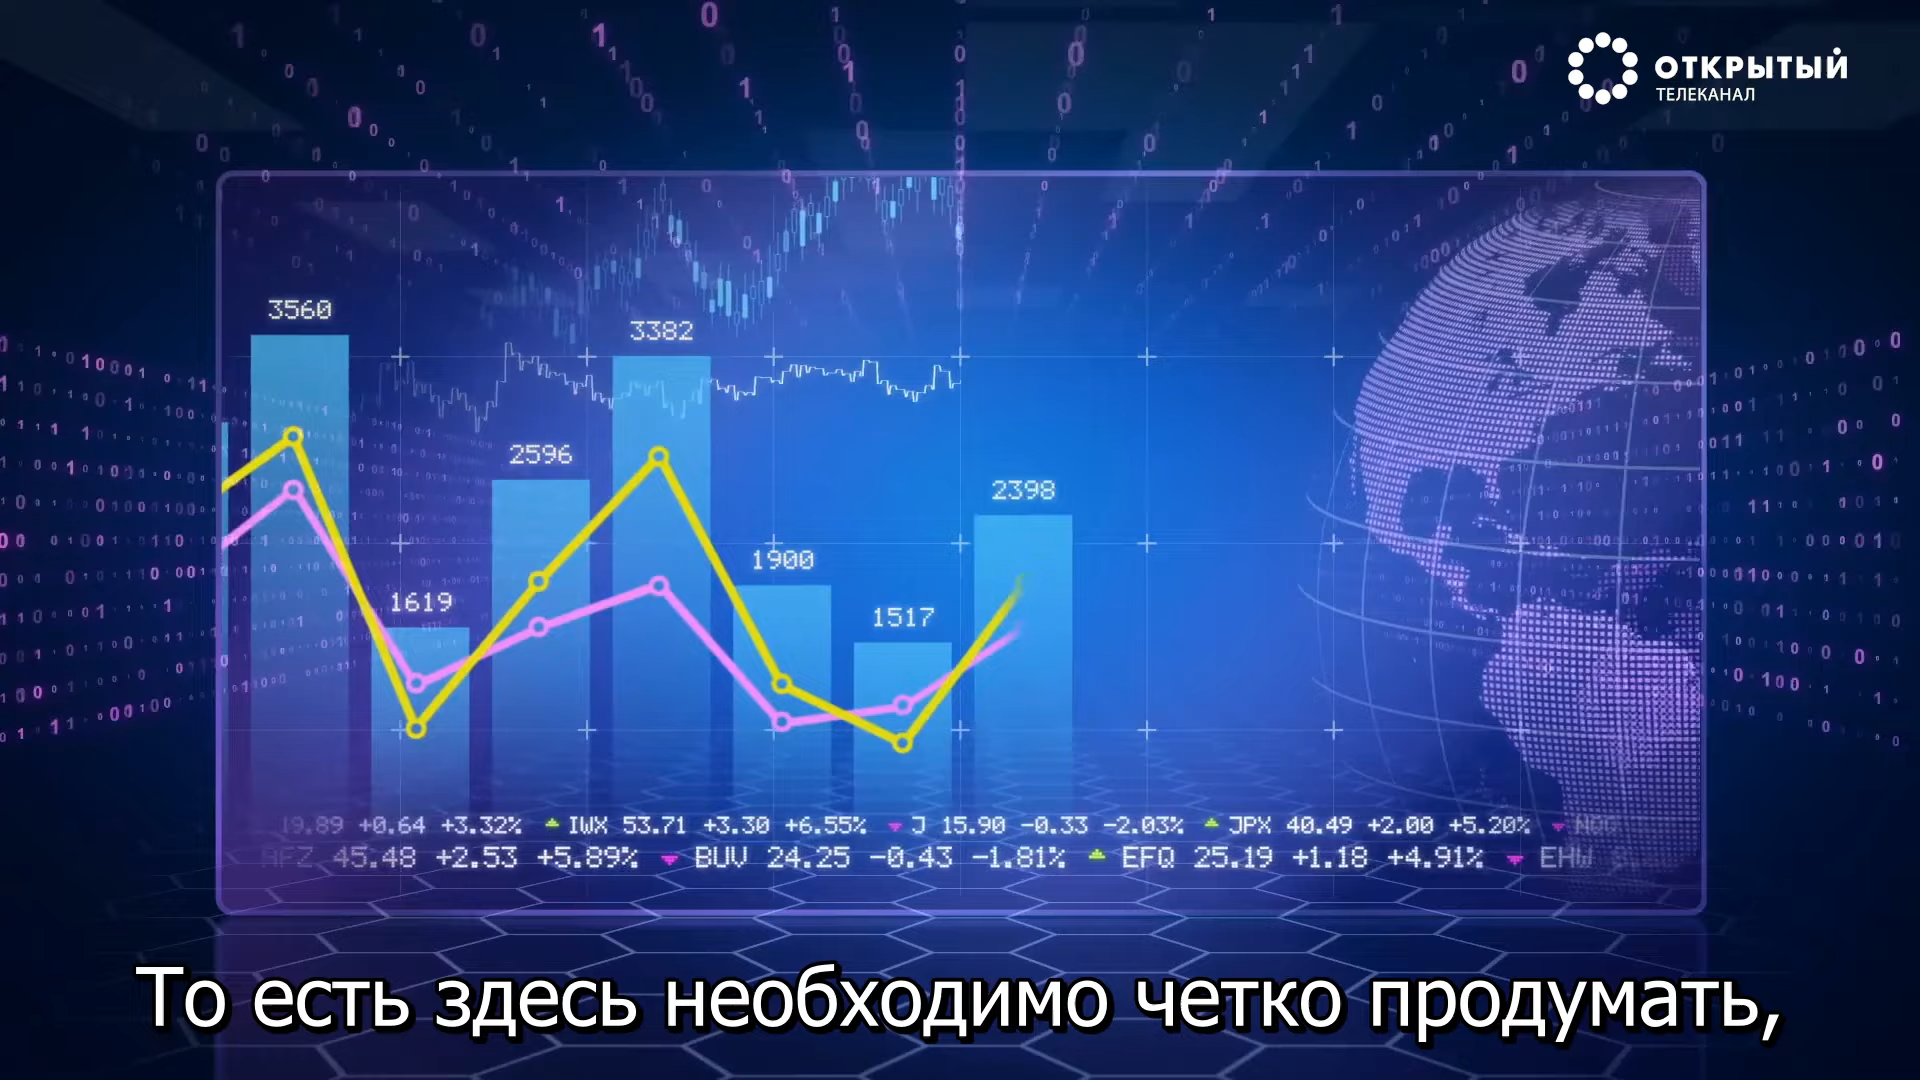 ОТКРЫТЫЙ
ТЕЛЕКАНАЛ
3560
3382
2596
2398
1900
1619
1517
19.89 +0.64 +3.32% IWX 53.71 +3.30 +6.55% J 15.90 -0.33 -2.03% JPX 40.49 +2.00 +5.20%
AFZ 45.48 +2.53 +5.89% BUV 24.25 -0.43 -1.81% EFQ 25.19 +1.18 +4.91% EHW
То есть здесь необходимо четко продумать,